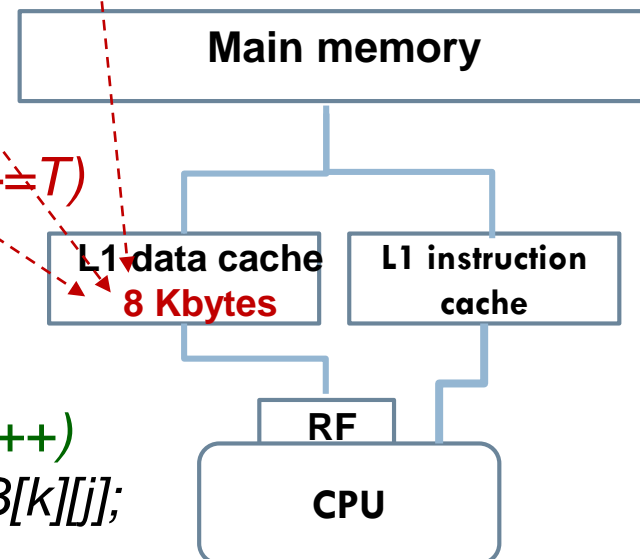 Main memory
=T)
L1 data cache
8 Kbytes
L1 instruction
cache
++)
RF
B[k][j];
CPU